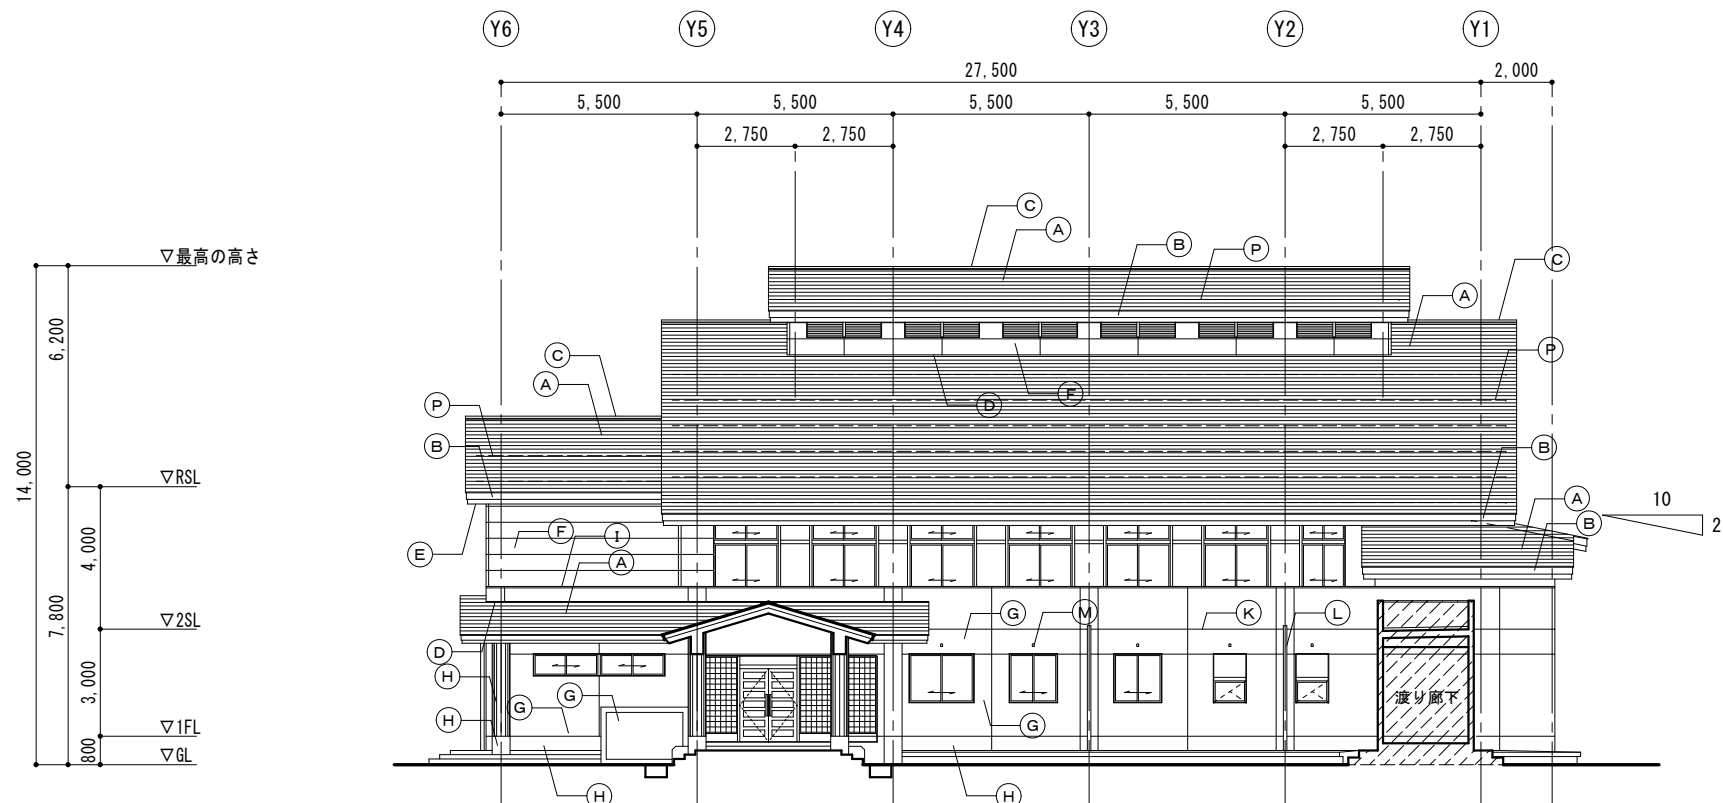 Y6 Y5 Y4 Y3 Y2 Y1
27,500 2,000
5,500 5,500 5,500 5,500 5,500
2,750 2,750 2,750 2,750
C
A
B P
▽最高の高さ
C
A
6,200
C
P
A
F
D
P
B
B
14,000
▽RSL
A 10
B 2
F I
E
A
4,000
7,800
G M K L
▽2SL
D
H
3,000
G
渡り廊下
G
H
G
▽1FL
800
▽GL
H H